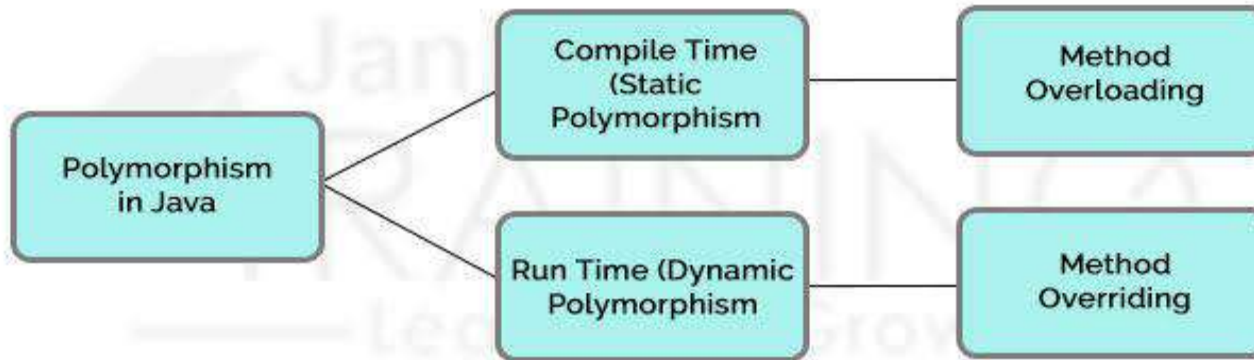 Polymorphism
in Java
Compile Time
(Static
Polymorphism
Method
Overloading
Run Time (Dynamic
Polymorphism
Method
Overriding